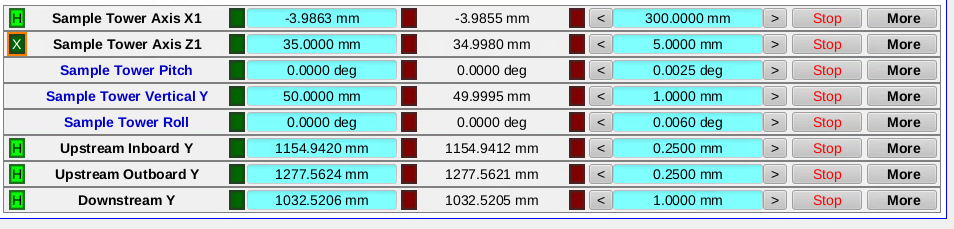 H Sample Tower Axis X1 -3.9863 mm -3.9855 mm < 300.0000 mm > Stop More
X Sample Tower Axis Z1 35.0000 mm 34.9980 mm < 5.0000 mm > Stop More
Sample Tower Pitch 0.0000 deg 0.0000 deg < 0.0025 deg > Stop More
Sample Tower Vertical Y 50.0000 mm 49.9995 mm < 1.0000 mm > Stop More
Sample Tower Roll 0.0000 deg 0.0000 deg < 0.0060 deg > Stop More
H Upstream Inboard Y 1154.9420 mm 1154.9412 mm < 0.2500 mm > Stop More
H Upstream Outboard Y 1277.5624 mm 1277.5621 mm < 0.2500 mm > Stop More
H Downstream Y 1032.5206 mm 1032.5205 mm < 1.0000 mm > Stop More